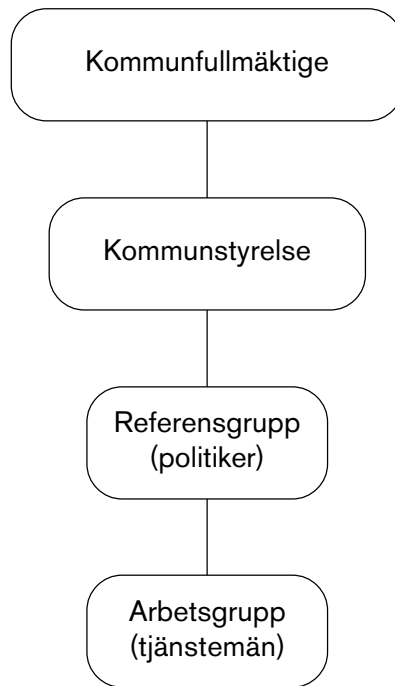 Kommunfullmäktige
Kommunstyrelse
Referensgrupp
(politiker)
Arbetsgrupp
(tjänstemän)